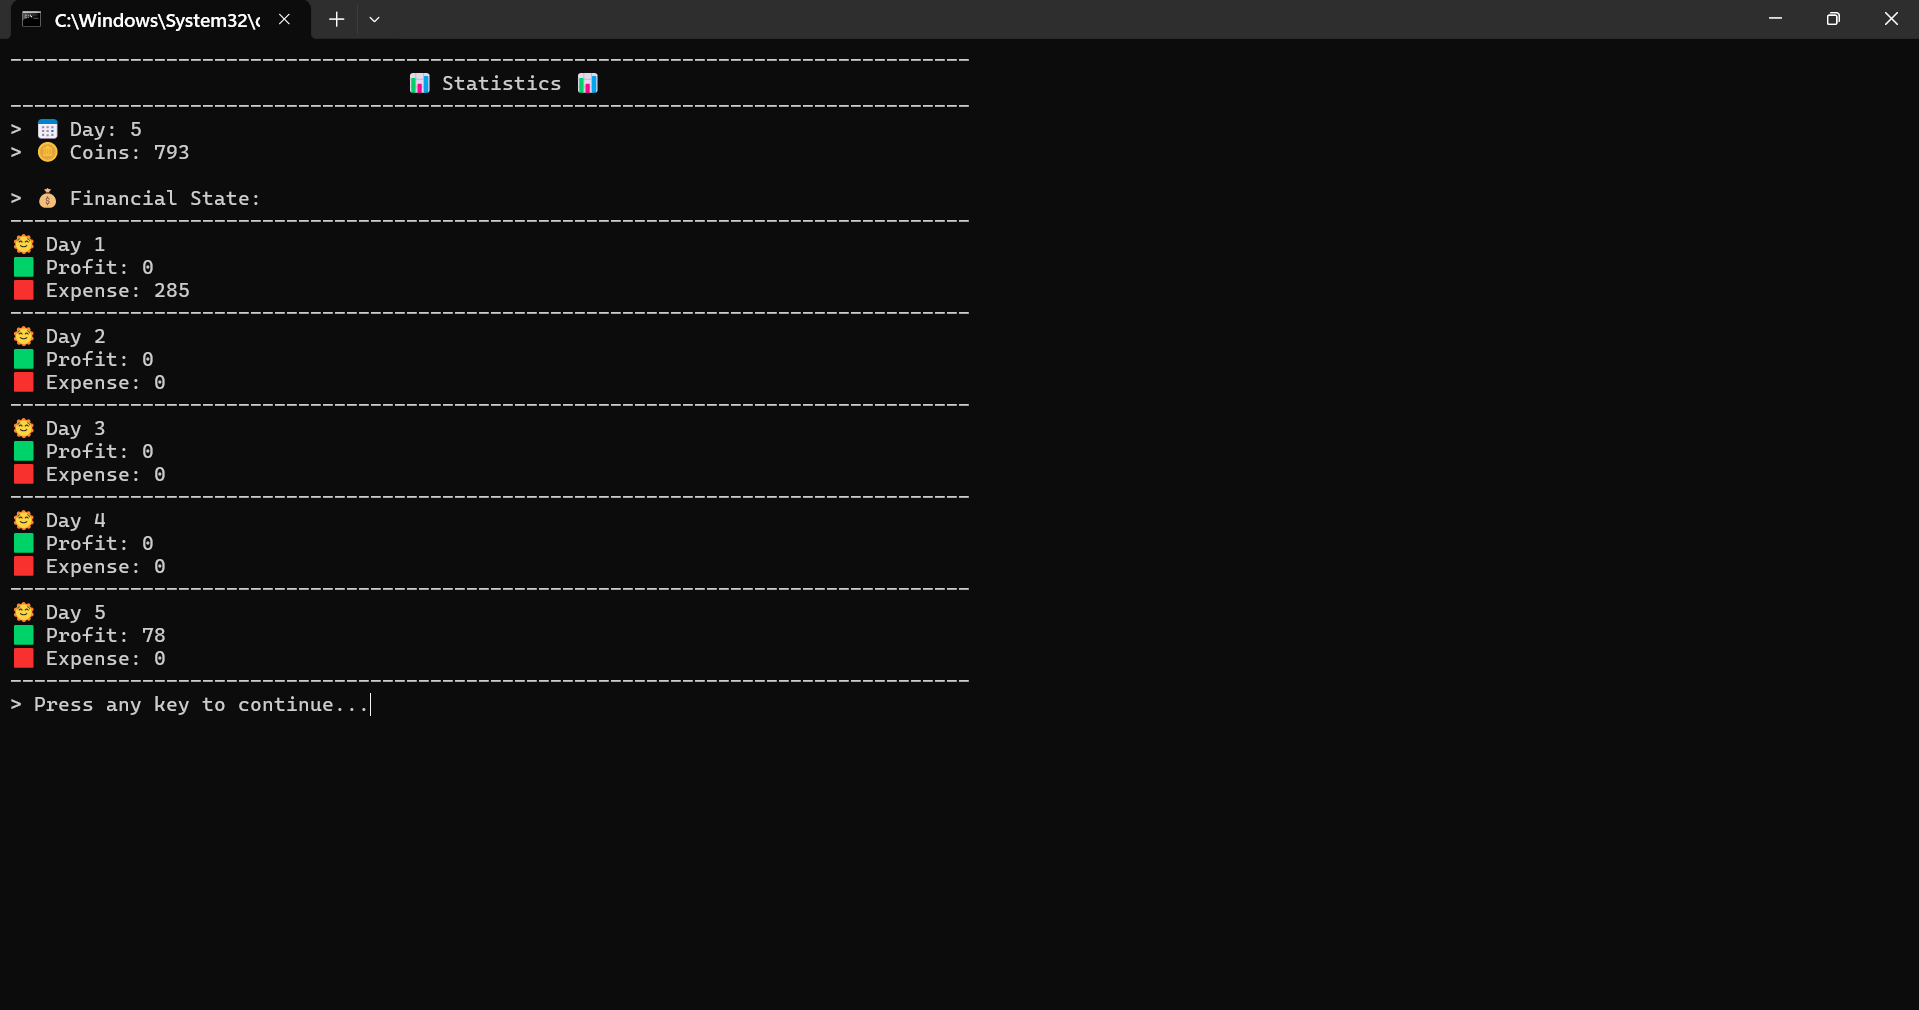 C:\Windows\System32\c
--------------------------------------------------------------------------------
📊 Statistics 📊
--------------------------------------------------------------------------------
> 📅 Day: 5
> 🪙 Coins: 793
> 💰 Financial State:
--------------------------------------------------------------------------------
🌞 Day 1
🟩 Profit: 0
🟥 Expense: 285
--------------------------------------------------------------------------------
🌞 Day 2
🟩 Profit: 0
🟥 Expense: 0
--------------------------------------------------------------------------------
🌞 Day 3
🟩 Profit: 0
🟥 Expense: 0
--------------------------------------------------------------------------------
🌞 Day 4
🟩 Profit: 0
🟥 Expense: 0
--------------------------------------------------------------------------------
🌞 Day 5
🟩 Profit: 78
🟥 Expense: 0
--------------------------------------------------------------------------------
> Press any key to continue...